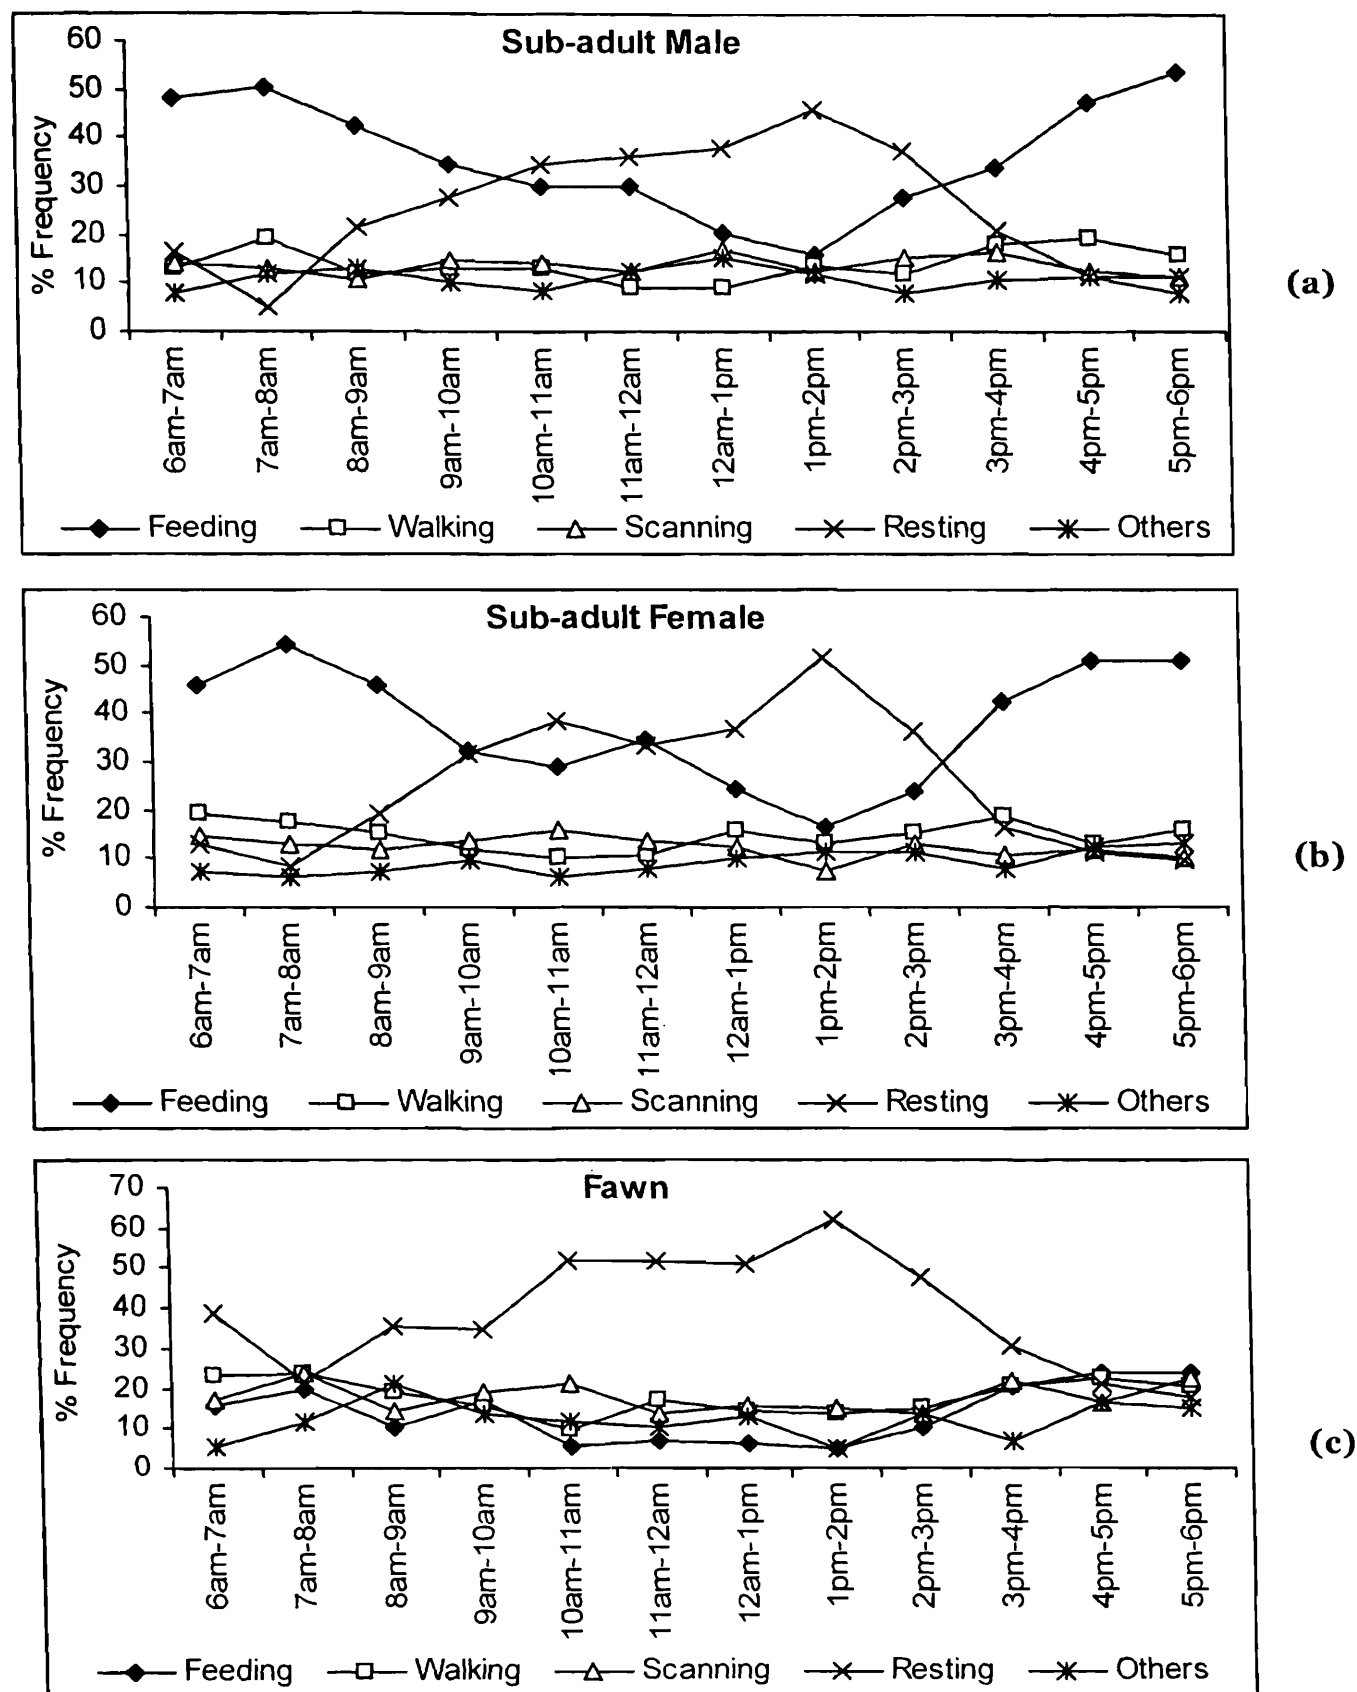 Sub-adult Male
60
50
40
30
20
10
0
% Frequency
6am-7am
7am-8am
8am-9am
9am-10am
10am-11am
11am-12am
12am-1pm
1pm-2pm
2pm-3pm
3pm-4pm
4pm-5pm
5pm-6pm
Feeding Walking Scanning Resting Others
(a)
Sub-adult Female
60
50
40
30
20
10
0
% Frequency
6am-7am
7am-8am
8am-9am
9am-10am
10am-11am
11am-12am
12am-1pm
1pm-2pm
2pm-3pm
3pm-4pm
4pm-5pm
5pm-6pm
Feeding Walking Scanning Resting Others
(b)
Fawn
70
60
50
40
30
20
10
0
% Frequency
6am-7am
7am-8am
8am-9am
9am-10am
10am-11am
11am-12am
12am-1pm
1pm-2pm
2pm-3pm
3pm-4pm
4pm-5pm
5pm-6pm
Feeding Walking Scanning Resting Others
(c)